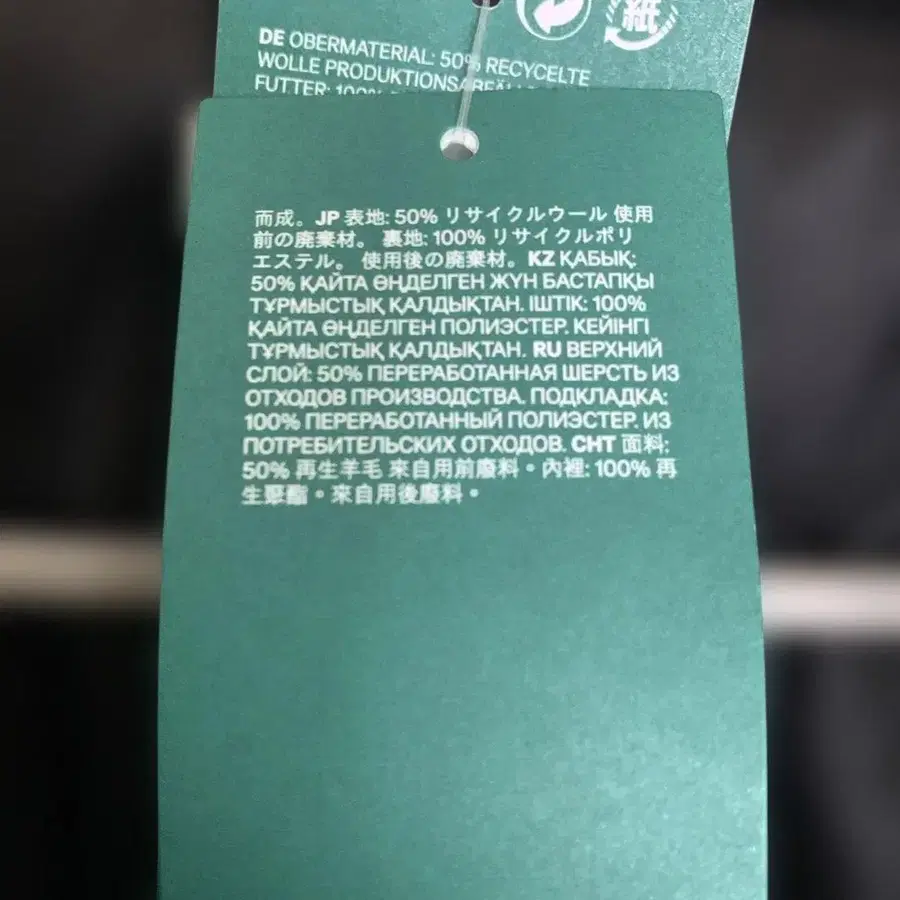 紙
DE OBERMATERIAL: 50% RECYCELTE
WOLLE PRODUKTIONSABFÄLLE
FUTTER: 100%
而成。JP 表地: 50% リサイクルウール 使用
前の廃棄材。 裏地: 100% リサイクルポリ
エステル。 使用後の廃棄材。KZ ҚАБЫҚ:
50% ҚАЙТА ӨҢДЕЛГЕН ЖҮН БАСТАПҚЫ
ТҰРМЫСТЫҚ ҚАЛДЫҚТАН. ІШТІК: 100%
ҚАЙТА ӨҢДЕЛГЕН ПОЛИЭСТЕР. КЕЙІНГІ
ТҰРМЫСТЫҚ ҚАЛДЫҚТАН. RU ВЕРХНИЙ
СЛОЙ: 50% ПЕРЕРАБОТАННАЯ ШЕРСТЬ ИЗ
ОТХОДОВ ПРОИЗВОДСТВА. ПОДКЛАДКА:
100% ПЕРЕРАБОТАННЫЙ ПОЛИЭСТЕР. ИЗ
ПОТРЕБИТЕЛЬСКИХ ОТХОДОВ. CHT 面料:
50% 再生羊毛 來自用前廢料。內裡: 100% 再
生聚酯。來自用後廢料。